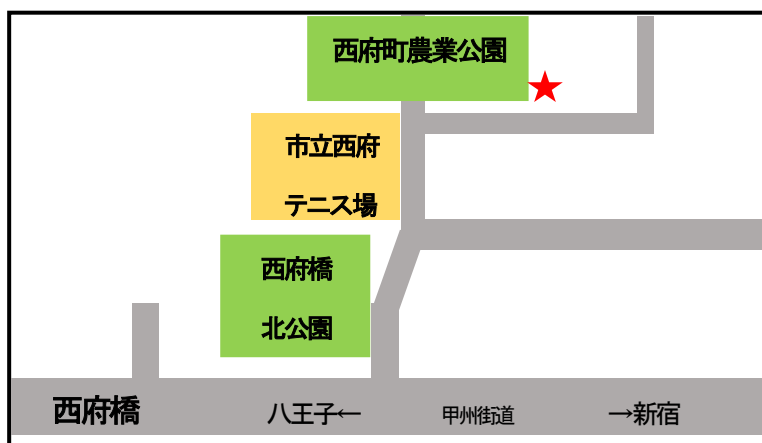 西府町農業公園
市立西府
テニス場
西府橋
北公園
西府橋
八王子←
甲州街道
→新宿